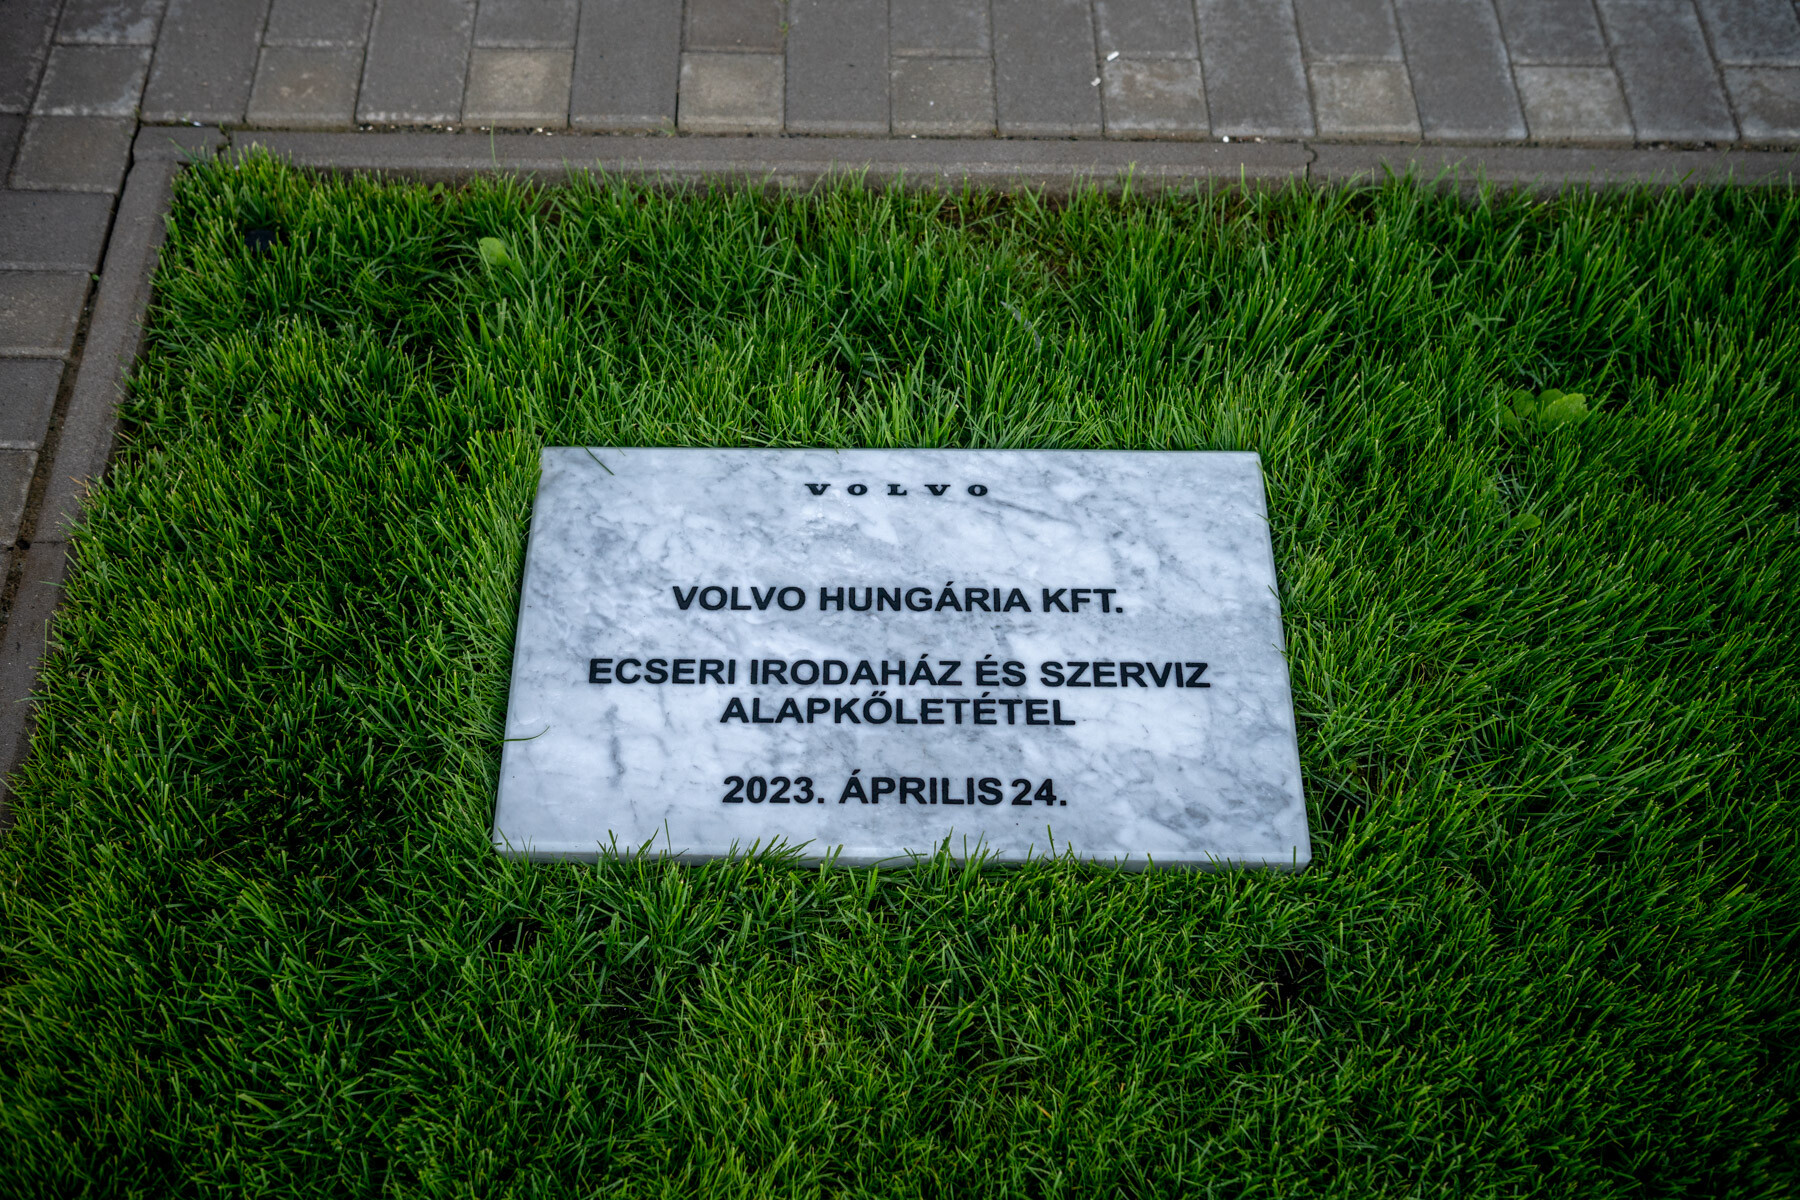 VOLVO
VOLVO HUNGÁRIA KFT.
ECSERI IRODAHÁZ ÉS SZERVIZ
ALAPKŐLETÉTEL
2023. ÁPRILIS 24.